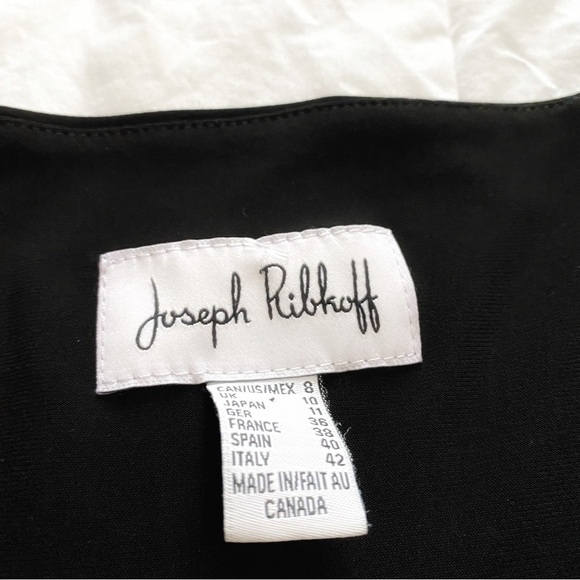 Joseph Ribkoff
CAN/US/MEX 8
UK 10
JAPAN 11
GER 36
FRANCE 38
SPAIN 40
ITALY 42
MADE IN/FAIT AU
CANADA